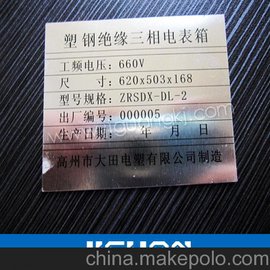 塑钢绝缘三相电表箱
工频电压：660V
尺　　寸：620x503x168
型号规格：ZRSDX-DL-2
出厂编号：000005
生产日期：　年　月　日
高州市大田电塑有限公司制造
china.makepolo.com